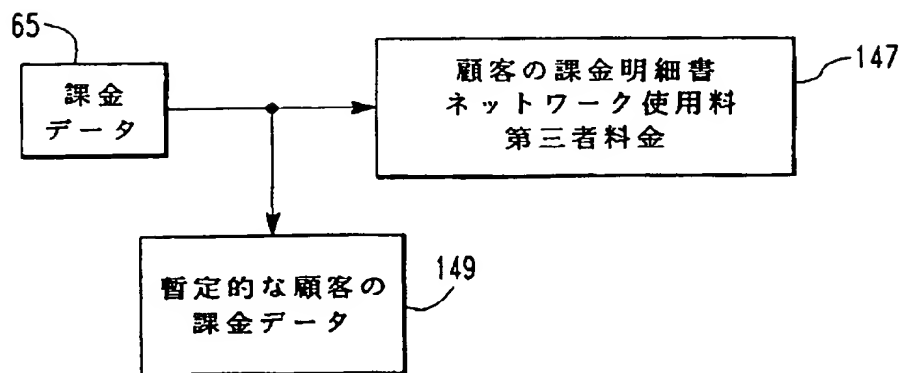 65
課金
データ
顧客の課金明細書
ネットワーク使用料
第三者料金
147
暫定的な顧客の
課金データ
149